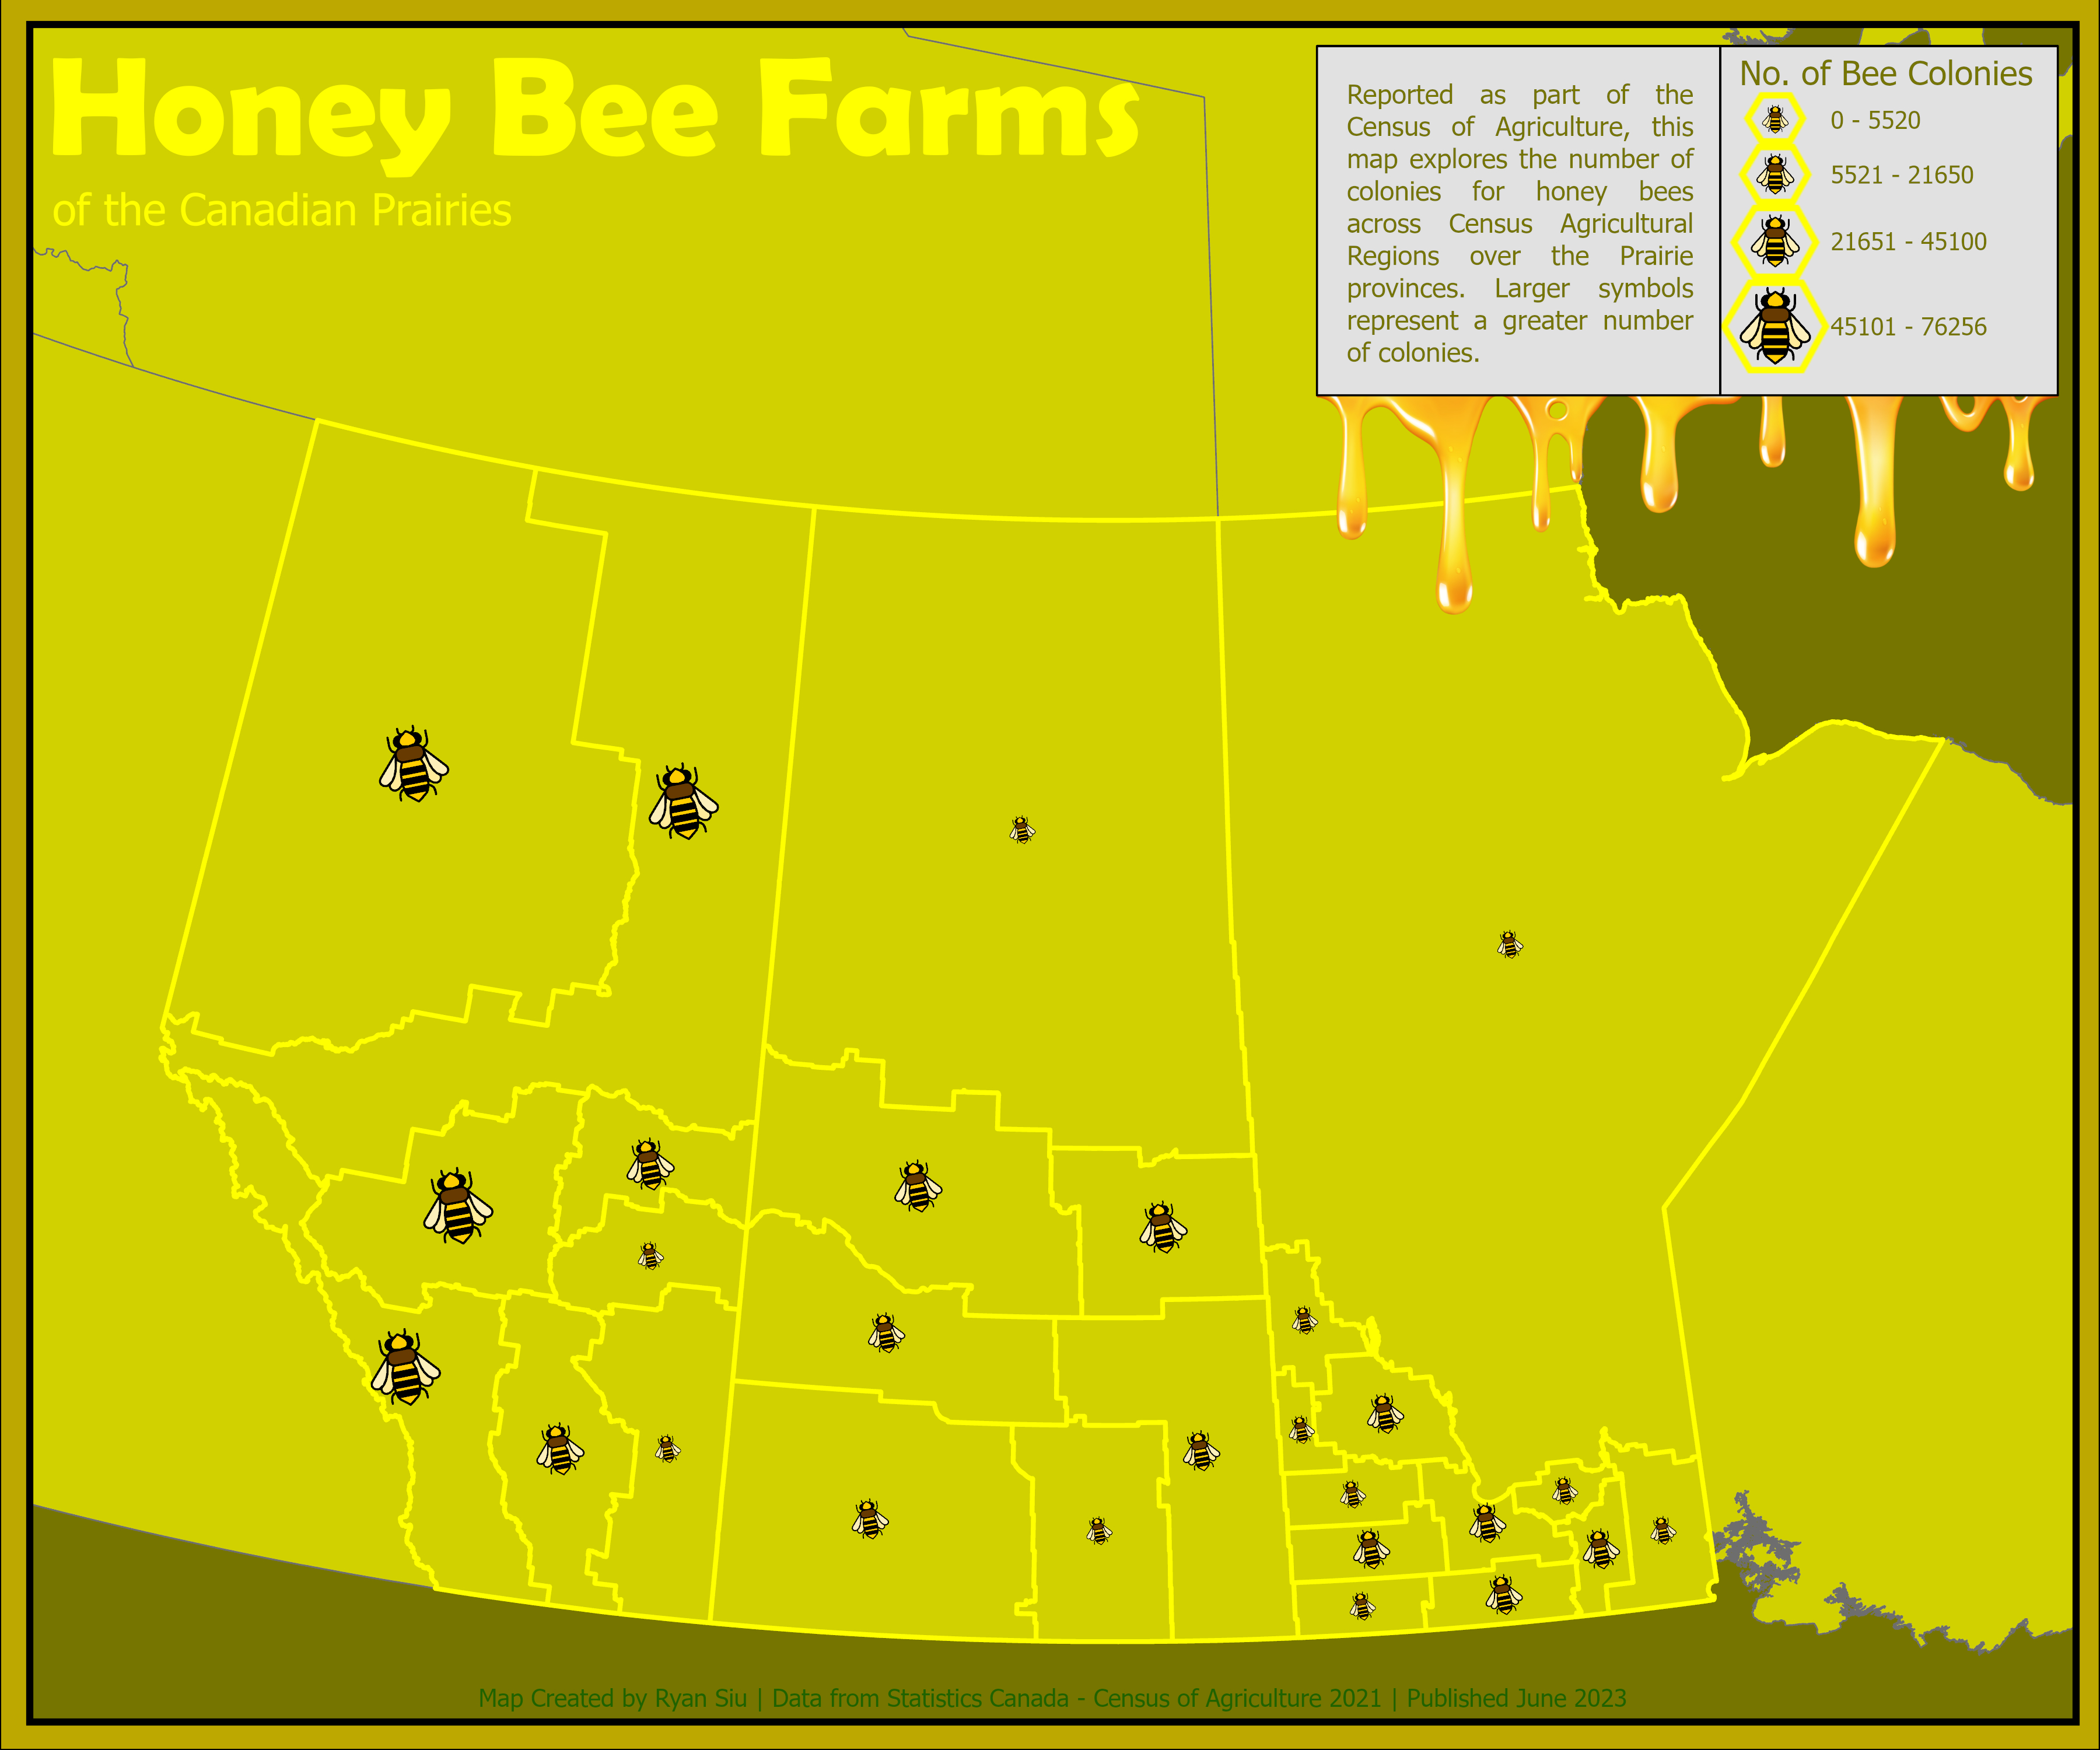 Honey Bee Farms
of the Canadian Prairies
Reported as part of the
Census of Agriculture, this
map explores the number of
colonies for honey bees
across Census Agricultural
Regions over the Prairie
provinces. Larger symbols
represent a greater number
of colonies.
No. of Bee Colonies
0 - 5520
5521 - 21650
21651 - 45100
45101 - 76256
Map Created by Ryan Siu | Data from Statistics Canada - Census of Agriculture 2021 | Published June 2023